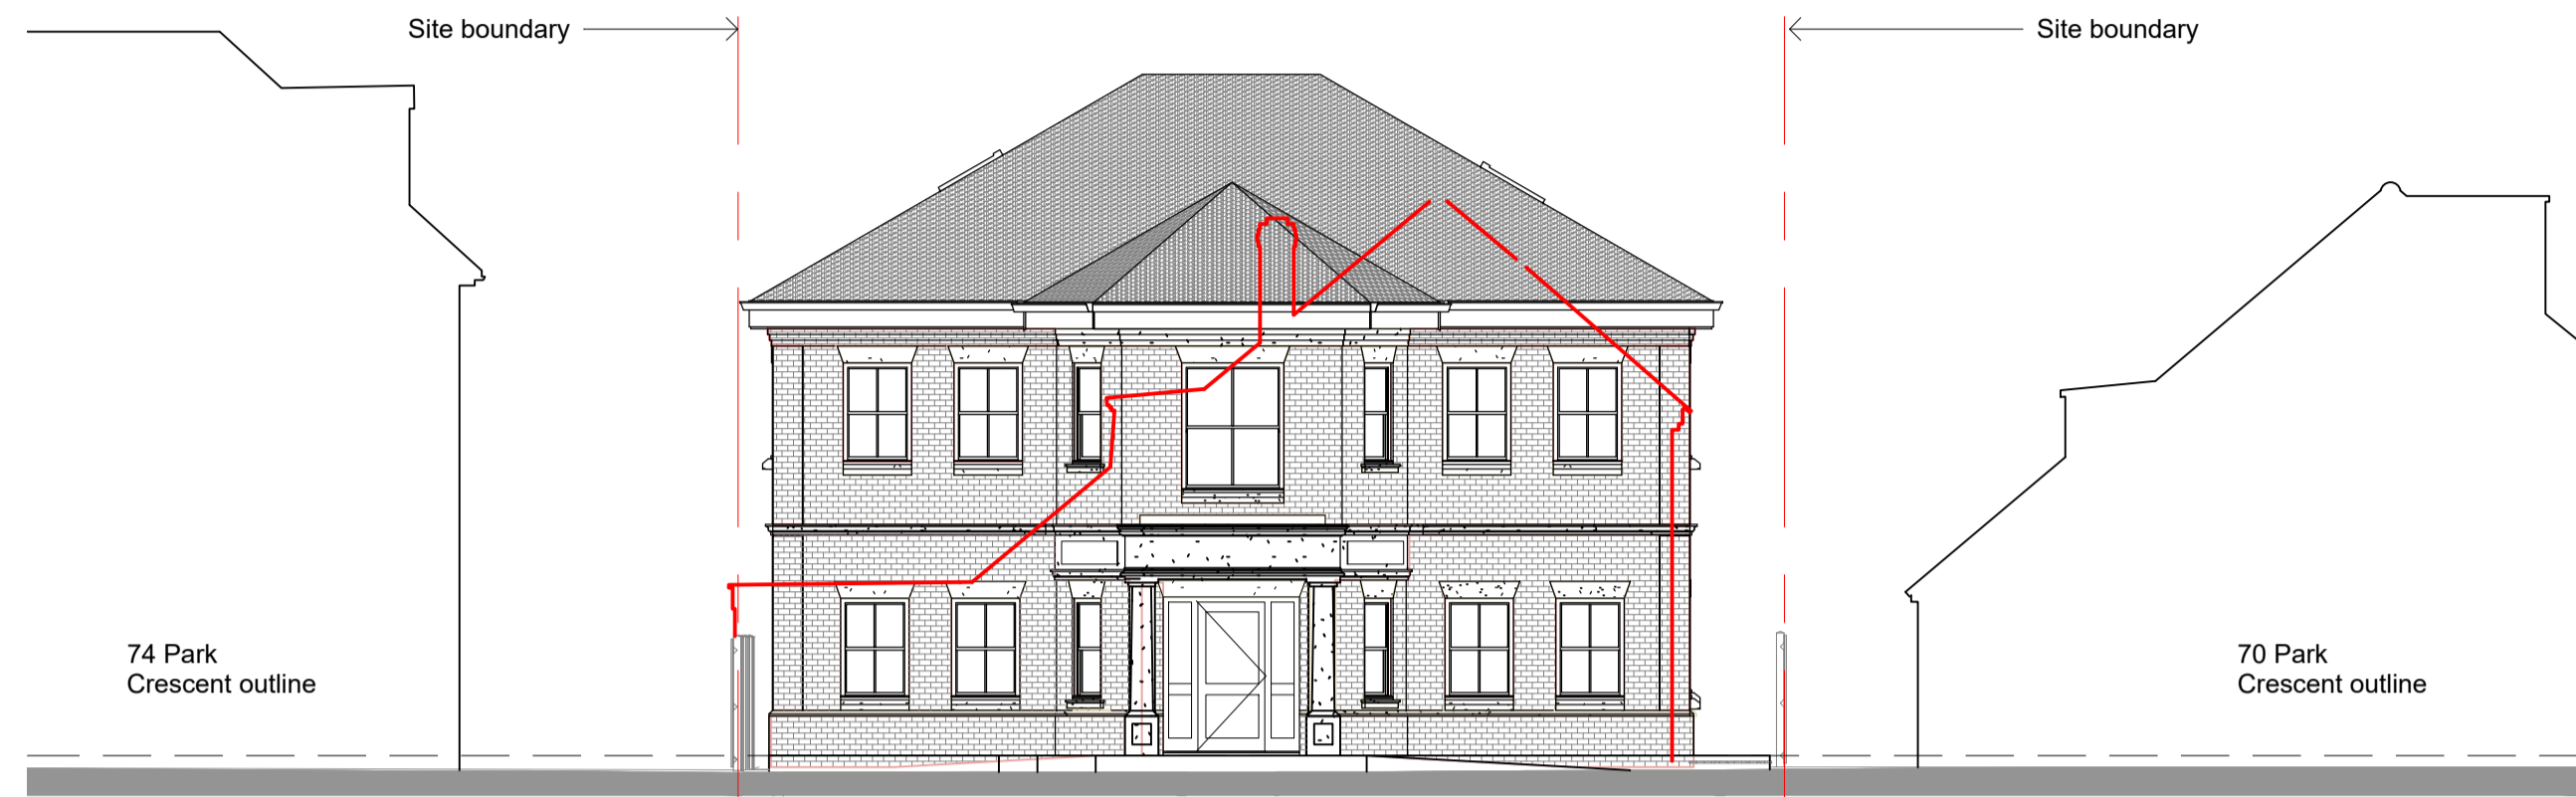 Site boundary
Site boundary
74 Park
Crescent outline
70 Park
Crescent outline